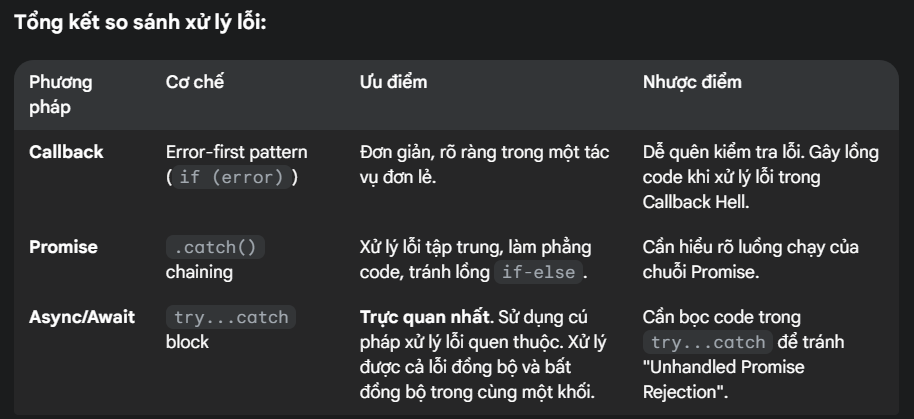 Tổng kết so sánh xử lý lỗi:
Phương pháp
Cơ chế
Ưu điểm
Nhược điểm
Callback
Error-first pattern
( if (error) )
Đơn giản, rõ ràng trong một tác
vụ đơn lẻ.
Dễ quên kiểm tra lỗi. Gây lồng
code khi xử lý lỗi trong
Callback Hell.
Promise
.catch()
chaining
Xử lý lỗi tập trung, làm phẳng
code, tránh lồng if-else .
Cần hiểu rõ luồng chạy của
chuỗi Promise.
Async/Await
try...catch
block
Trực quan nhất. Sử dụng cú
pháp xử lý lỗi quen thuộc. Xử lý
được cả lỗi đồng bộ và bất
đồng bộ trong cùng một khối.
Cần bọc code trong
try...catch để tránh
"Unhandled Promise
Rejection".